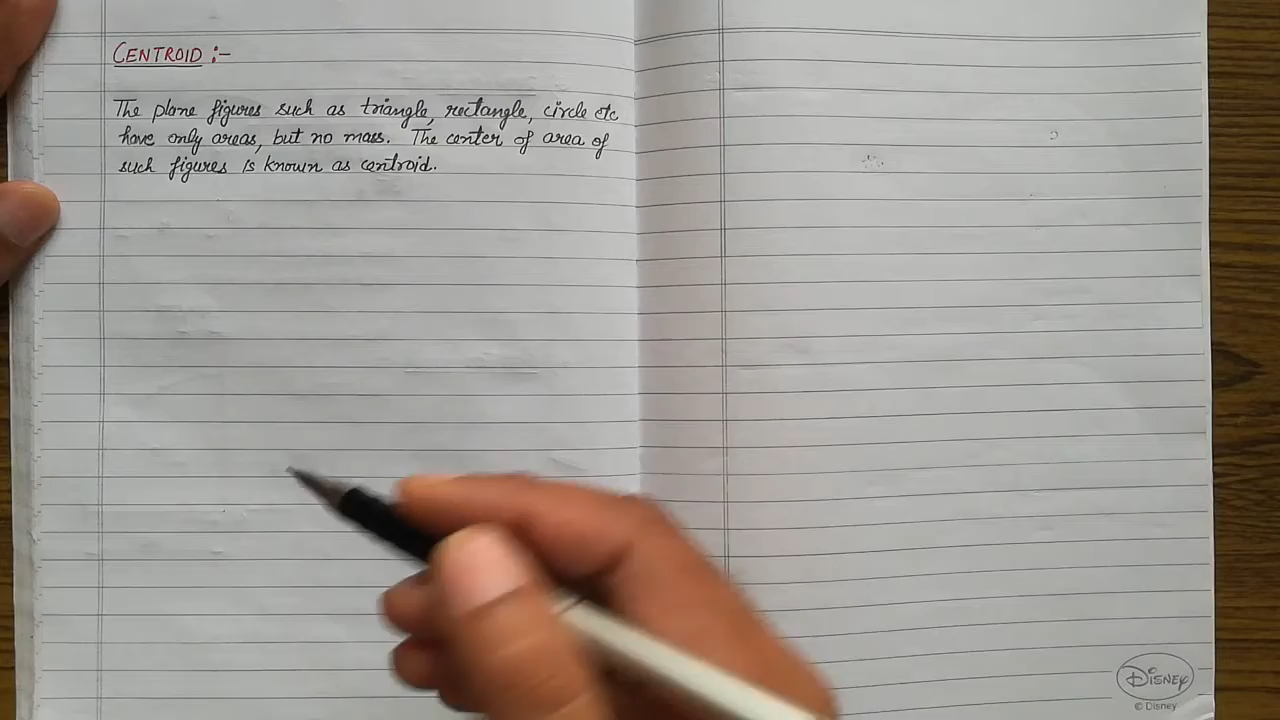 CENTROID :-
The plane figures such as triangle, rectangle, circle etc
have only areas, but no mass. The center of area of
such figures is known as centroid.
DISNEY
© Disney